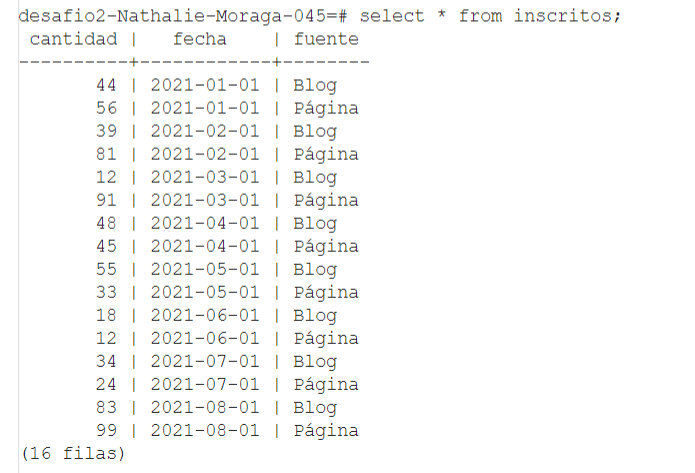 desafio2-Nathalie-Moraga-045=# select * from inscritos;
 cantidad |   fecha    | fuente
----------+------------+--------
       44 | 2021-01-01 | Blog
       56 | 2021-01-01 | Página
       39 | 2021-02-01 | Blog
       81 | 2021-02-01 | Página
       12 | 2021-03-01 | Blog
       91 | 2021-03-01 | Página
       48 | 2021-04-01 | Blog
       45 | 2021-04-01 | Página
       55 | 2021-05-01 | Blog
       33 | 2021-05-01 | Página
       18 | 2021-06-01 | Blog
       12 | 2021-06-01 | Página
       34 | 2021-07-01 | Blog
       24 | 2021-07-01 | Página
       83 | 2021-08-01 | Blog
       99 | 2021-08-01 | Página
(16 filas)